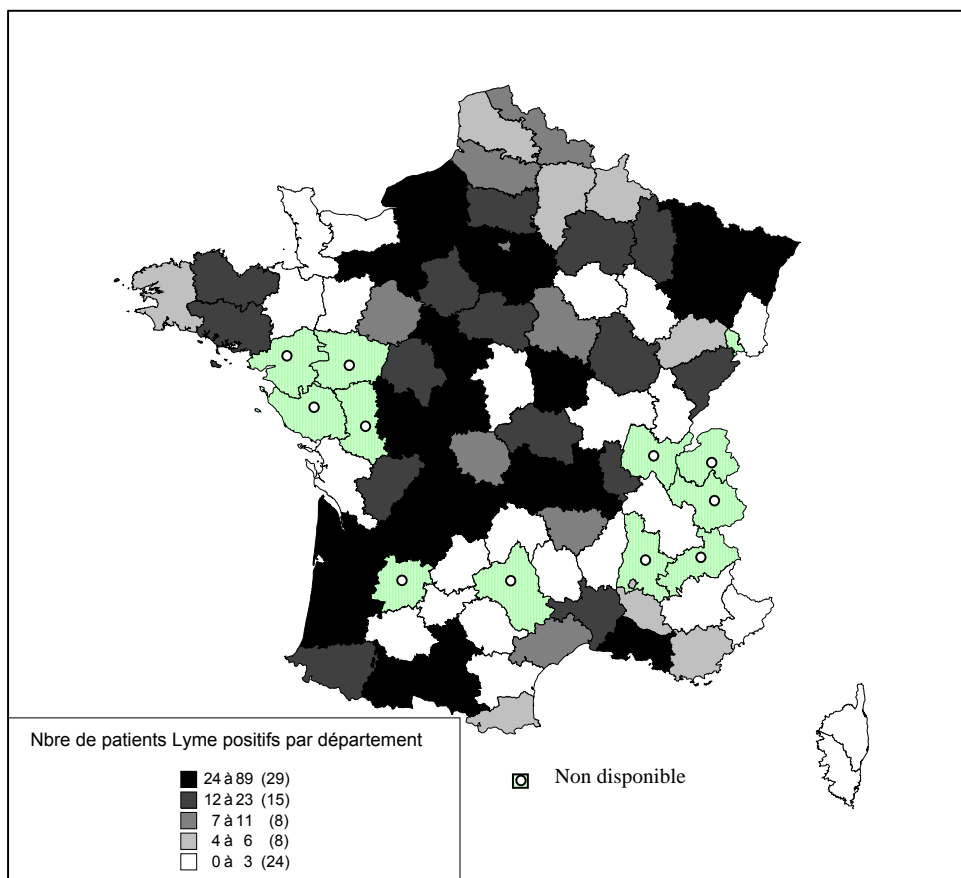 Nbre de patients Lyme positifs par département
24 à 89 (29)
12 à 23 (15)
7 à 11 (8)
4 à 6 (8)
0 à 3 (24)
Non disponible